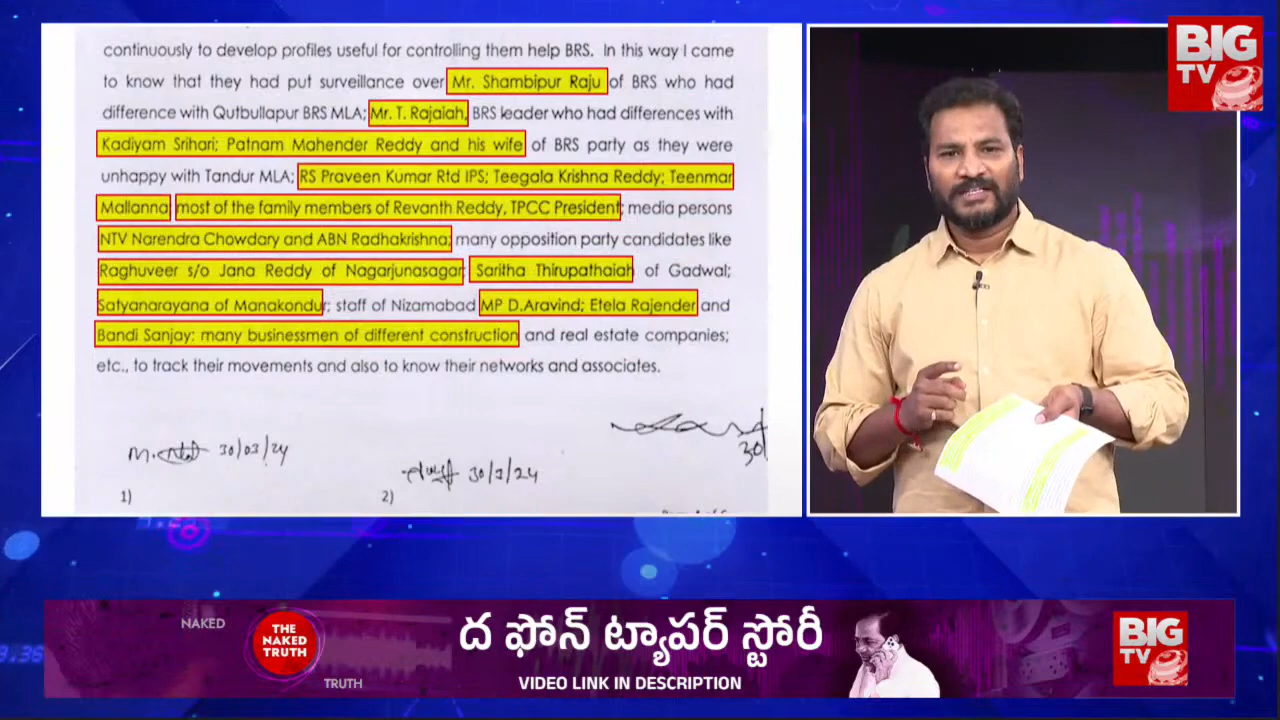 continuously to develop profiles useful for controlling them help BRS. In this way I came
to know that they had put surveillance over Mr. Shambipur Raju of BRS who had
difference with Qutbullapur BRS MLA; Mr. T. Rajaiah, BRS leader who had differences with
Kadiyam Srihari; Patnam Mahender Reddy and his wife of BRS party as they were
unhappy with Tandur MLA; RS Praveen Kumar Rtd IPS; Teegala Krishna Reddy; Teenmar
Mallanna; most of the family members of Revanth Reddy, TPCC President; media persons
NTV Narendra Chowdary and ABN Radhakrishna; many opposition party candidates like
Raghuveer s/o Jana Reddy of Nagarjunasagar; Saritha Thirupathaiah of Gadwal;
Satyanarayana of Manakondur; staff of Nizamabad MP D.Aravind; Etela Rajender and
Bandi Sanjay: many businessmen of different construction and real estate companies;
etc., to track their movements and also to know their networks and associates.
30/03/24
30/3/24
30/
1)
2)
BIG
TV
NAKED
THE
NAKED
TRUTH
TRUTH
ద ఫోన్ ట్యాపర్ స్టోరీ
VIDEO LINK IN DESCRIPTION
BIG
TV